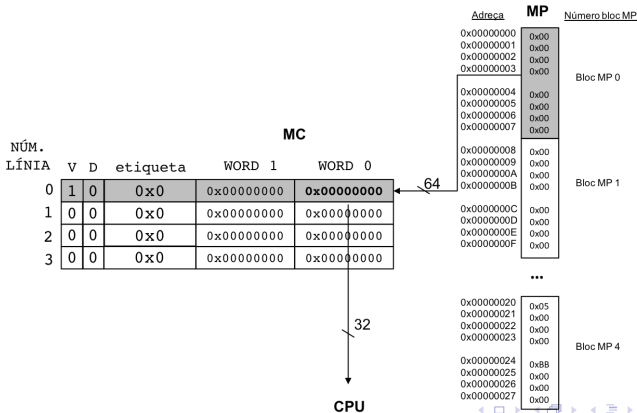 Adreça MP Número bloc MP
0x00000000 0x00
0x00000001 0x00
0x00000002 0x00
0x00000003 0x00
Bloc MP 0
0x00000004 0x00
0x00000005 0x00
0x00000006 0x00
0x00000007 0x00
0x00000008 0x00
0x00000009 0x00
0x0000000A 0x00
0x0000000B 0x00
Bloc MP 1
0x0000000C 0x00
0x0000000D 0x00
0x0000000E 0x00
0x0000000F 0x00
...
0x00000020 0x05
0x00000021 0x00
0x00000022 0x00
0x00000023 0x00
Bloc MP 4
0x00000024 0xBB
0x00000025 0x00
0x00000026 0x00
0x00000027 0x00
MC
NÚM.
LÍNIA V D etiqueta WORD 1 WORD 0
0 1 0 0x0 0x00000000 0x00000000
1 0 0 0x0 0x00000000 0x00000000
2 0 0 0x0 0x00000000 0x00000000
3 0 0 0x0 0x00000000 0x00000000
64
32
CPU